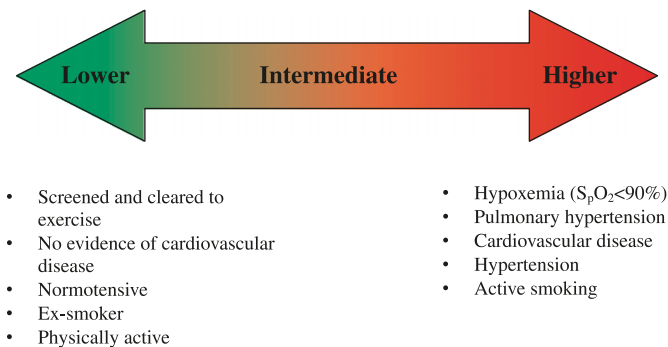 Lower Intermediate Higher
• Screened and cleared to
exercise
• No evidence of cardiovascular
disease
• Normotensive
• Ex-smoker
• Physically active
• Hypoxemia (SpO₂<90%)
• Pulmonary hypertension
• Cardiovascular disease
• Hypertension
• Active smoking